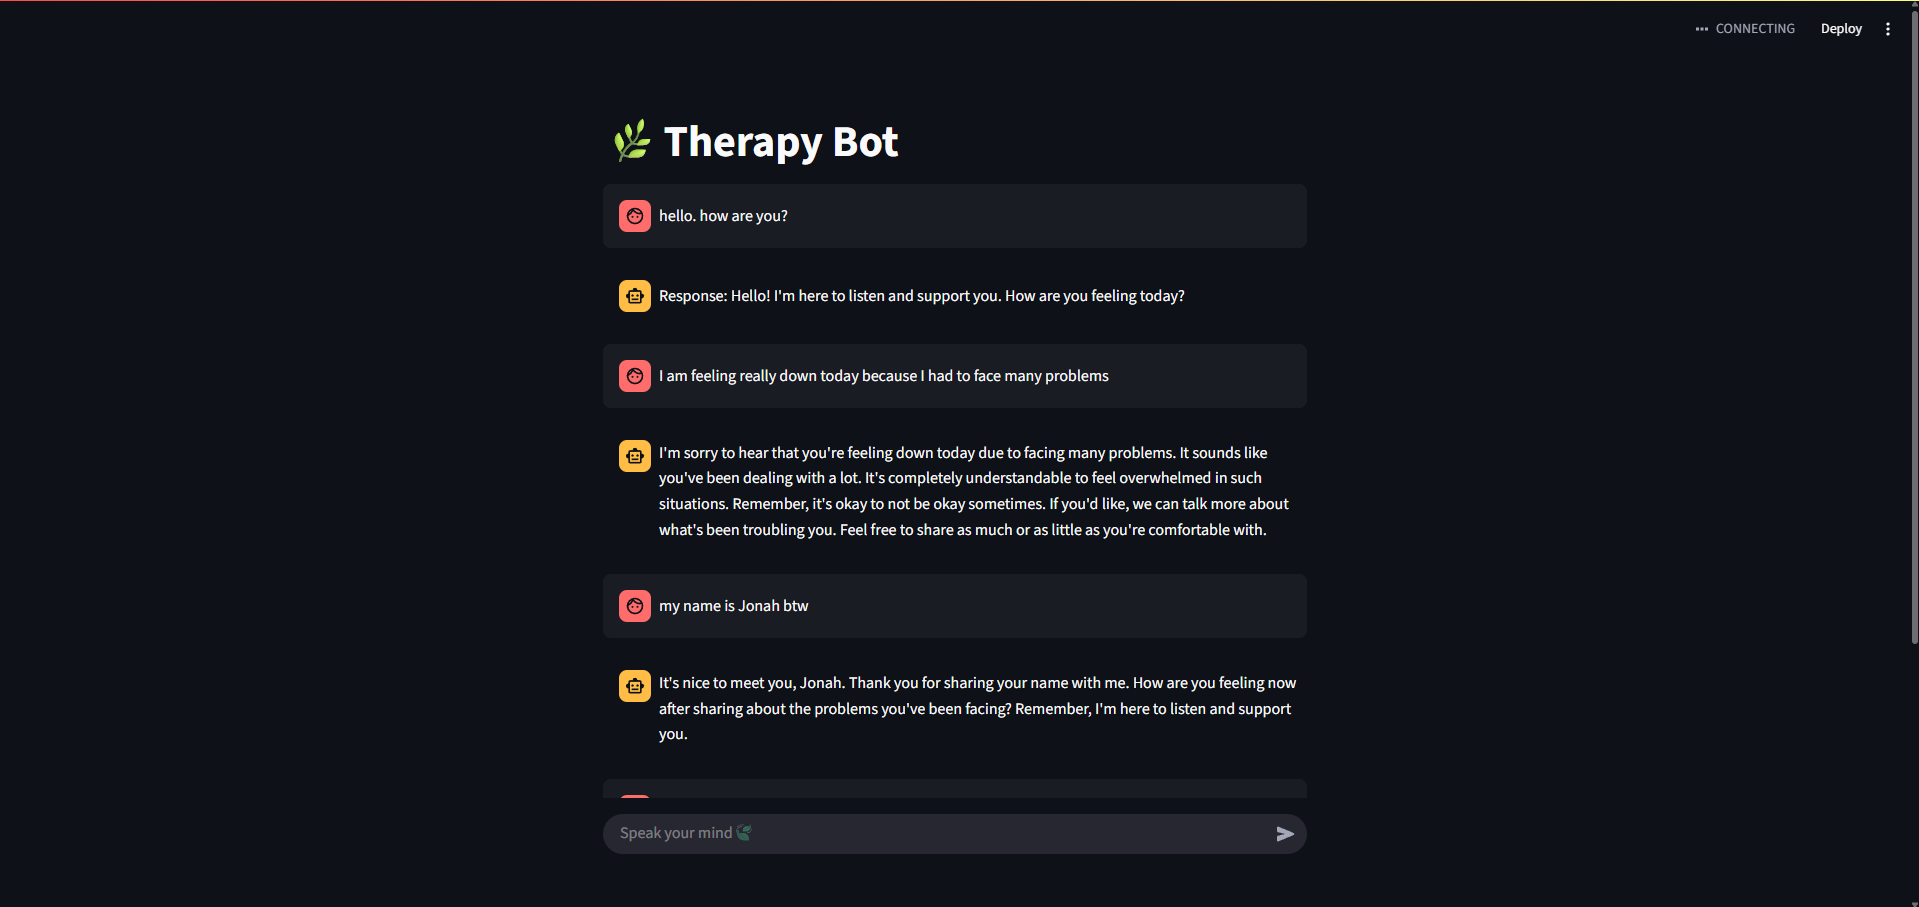 CONNECTING
Deploy
Therapy Bot
hello. how are you?
Response: Hello! I'm here to listen and support you. How are you feeling today?
I am feeling really down today because I had to face many problems
I'm sorry to hear that you're feeling down today due to facing many problems. It sounds like
you've been dealing with a lot. It's completely understandable to feel overwhelmed in such
situations. Remember, it's okay to not be okay sometimes. If you'd like, we can talk more about
what's been troubling you. Feel free to share as much or as little as you're comfortable with.
my name is Jonah btw
It's nice to meet you, Jonah. Thank you for sharing your name with me. How are you feeling now
after sharing about the problems you've been facing? Remember, I'm here to listen and support
you.
Speak your mind